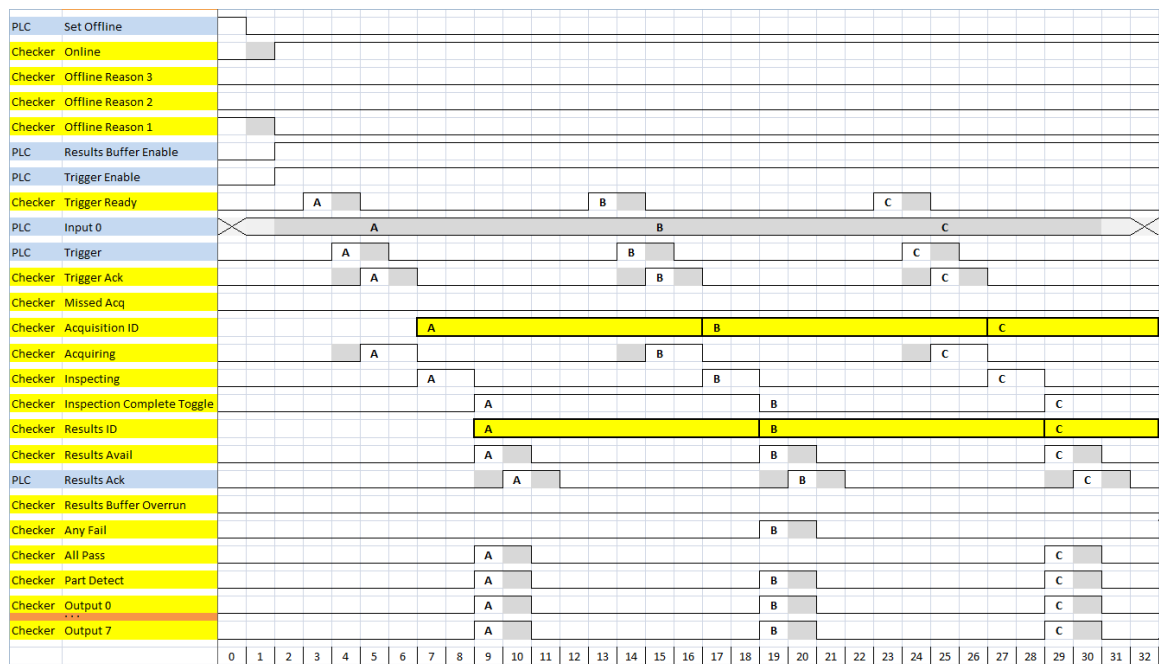 PLC Set Offline
Checker Online
Checker Offline Reason 3
Checker Offline Reason 2
Checker Offline Reason 1
PLC Results Buffer Enable
PLC Trigger Enable
Checker Trigger Ready A B C
PLC Input 0 A B C
PLC Trigger A B C
Checker Trigger Ack A B C
Checker Missed Acq
Checker Acquisition ID A B C
Checker Acquiring A B C
Checker Inspecting A B C
Checker Inspection Complete Toggle A B C
Checker Results ID A B C
Checker Results Avail A B C
PLC Results Ack A B C
Checker Results Buffer Overrun
Checker Any Fail B
Checker All Pass A C
Checker Part Detect A B C
Checker Output 0 A B C
...
Checker Output 7 A B C
0 1 2 3 4 5 6 7 8 9 10 11 12 13 14 15 16 17 18 19 20 21 22 23 24 25 26 27 28 29 30 31 32